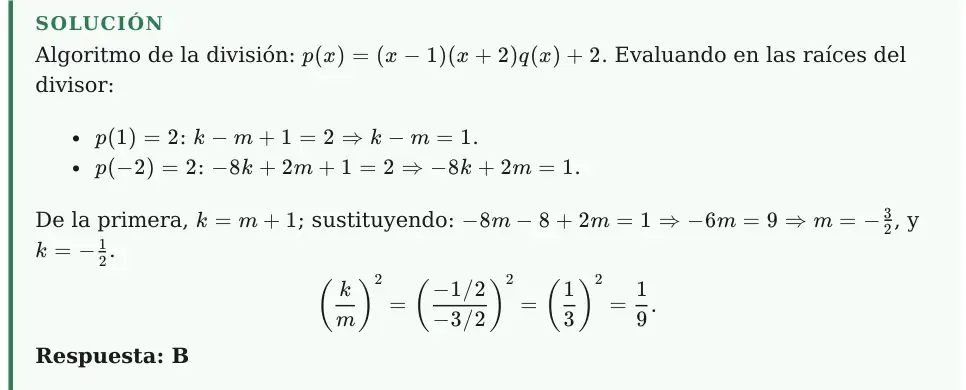 SOLUCIÓN
Algoritmo de la división: p(x) = (x − 1)(x + 2)q(x) + 2. Evaluando en las raíces del
divisor:
• p(1) = 2: k − m + 1 = 2 ⇒ k − m = 1.
• p(−2) = 2: −8k + 2m + 1 = 2 ⇒ −8k + 2m = 1.
De la primera, k = m + 1; sustituyendo: −8m − 8 + 2m = 1 ⇒ −6m = 9 ⇒ m = −3/2, y
k = −1/2.
(k/m)² = (−1/2 / −3/2)² = (1/3)² = 1/9.
Respuesta: B